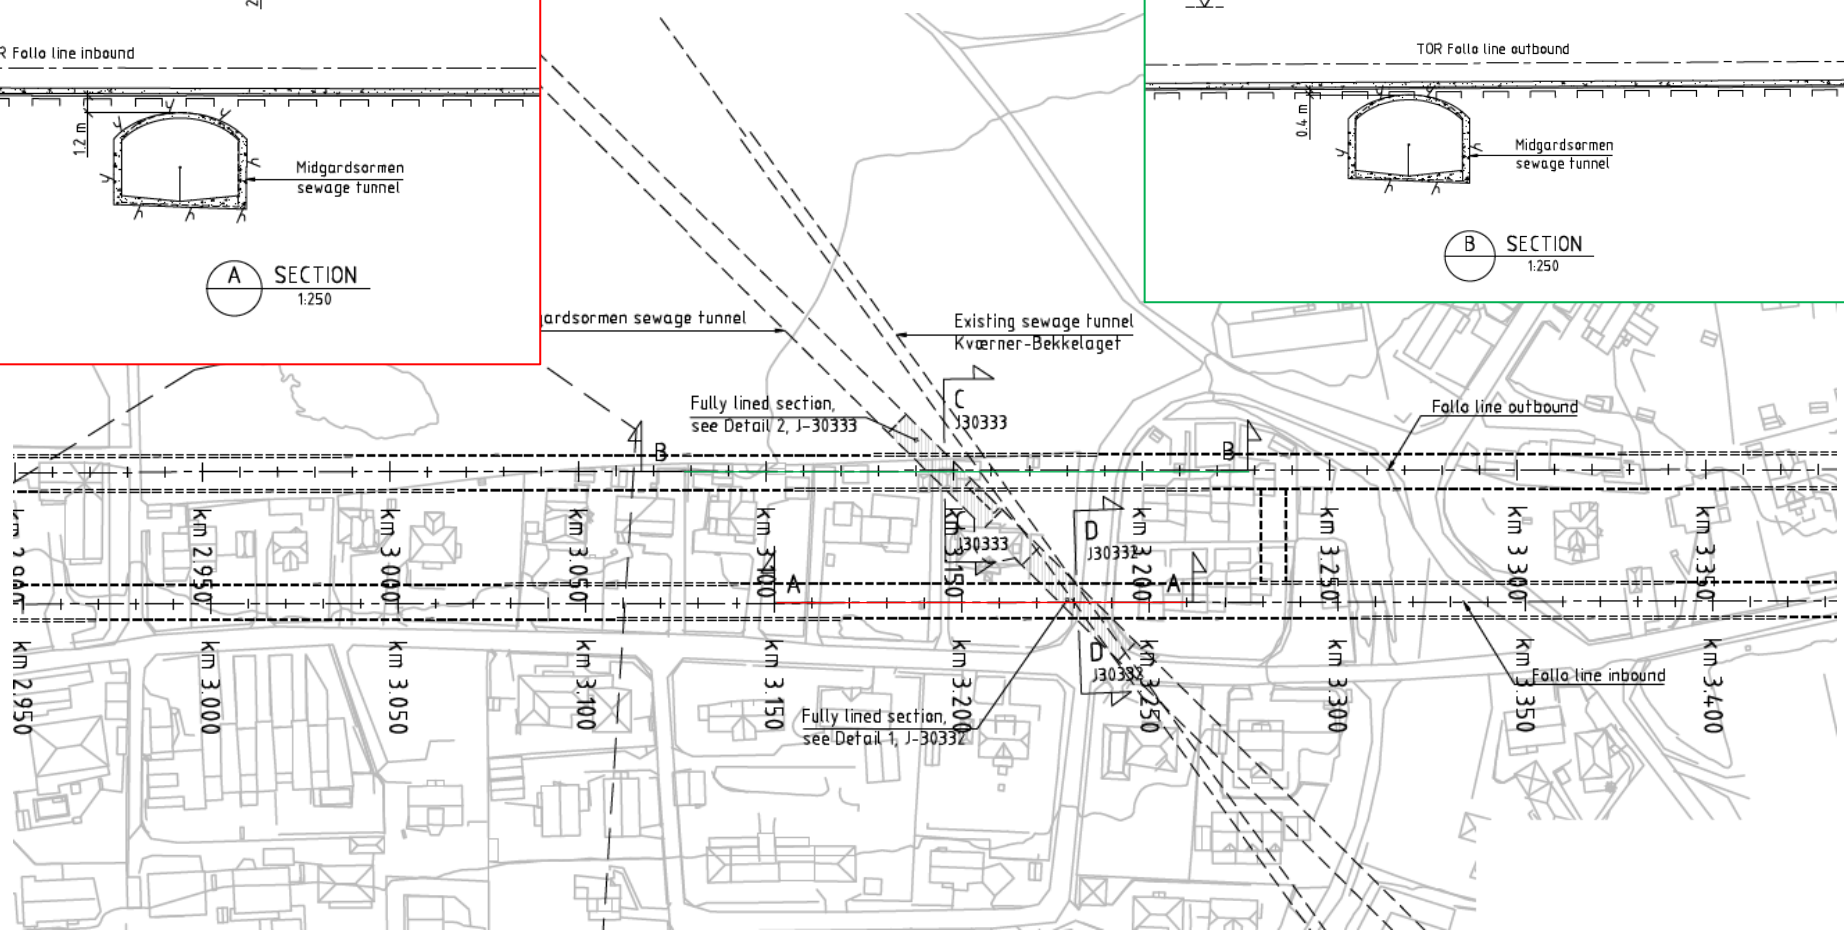 R Follo line inbound
1.2 m
Midgardsormen
sewage tunnel
A
SECTION
1:250
TOR Follo line outbound
0.4 m
Midgardsormen
sewage tunnel
B
SECTION
1:250
gardsormen sewage tunnel
Existing sewage tunnel
Kværner-Bekkelaget
Fully lined section,
see Detail 2, J-30333
C
J30333
Follo line outbound
B
B
km 2.950
km 3.000
km 3.050
km 3.100
km 3.150
km 3.200
km 3.250
km 3.300
km 3.350
C
J30333
D
J30332
A
A
km 2.950
km 3.000
km 3.050
km 3.100
km 3.150
km 3.200
km 3.250
km 3.300
km 3.350
km 3.400
D
J30332
Follo line inbound
Fully lined section,
see Detail 1, J-30332